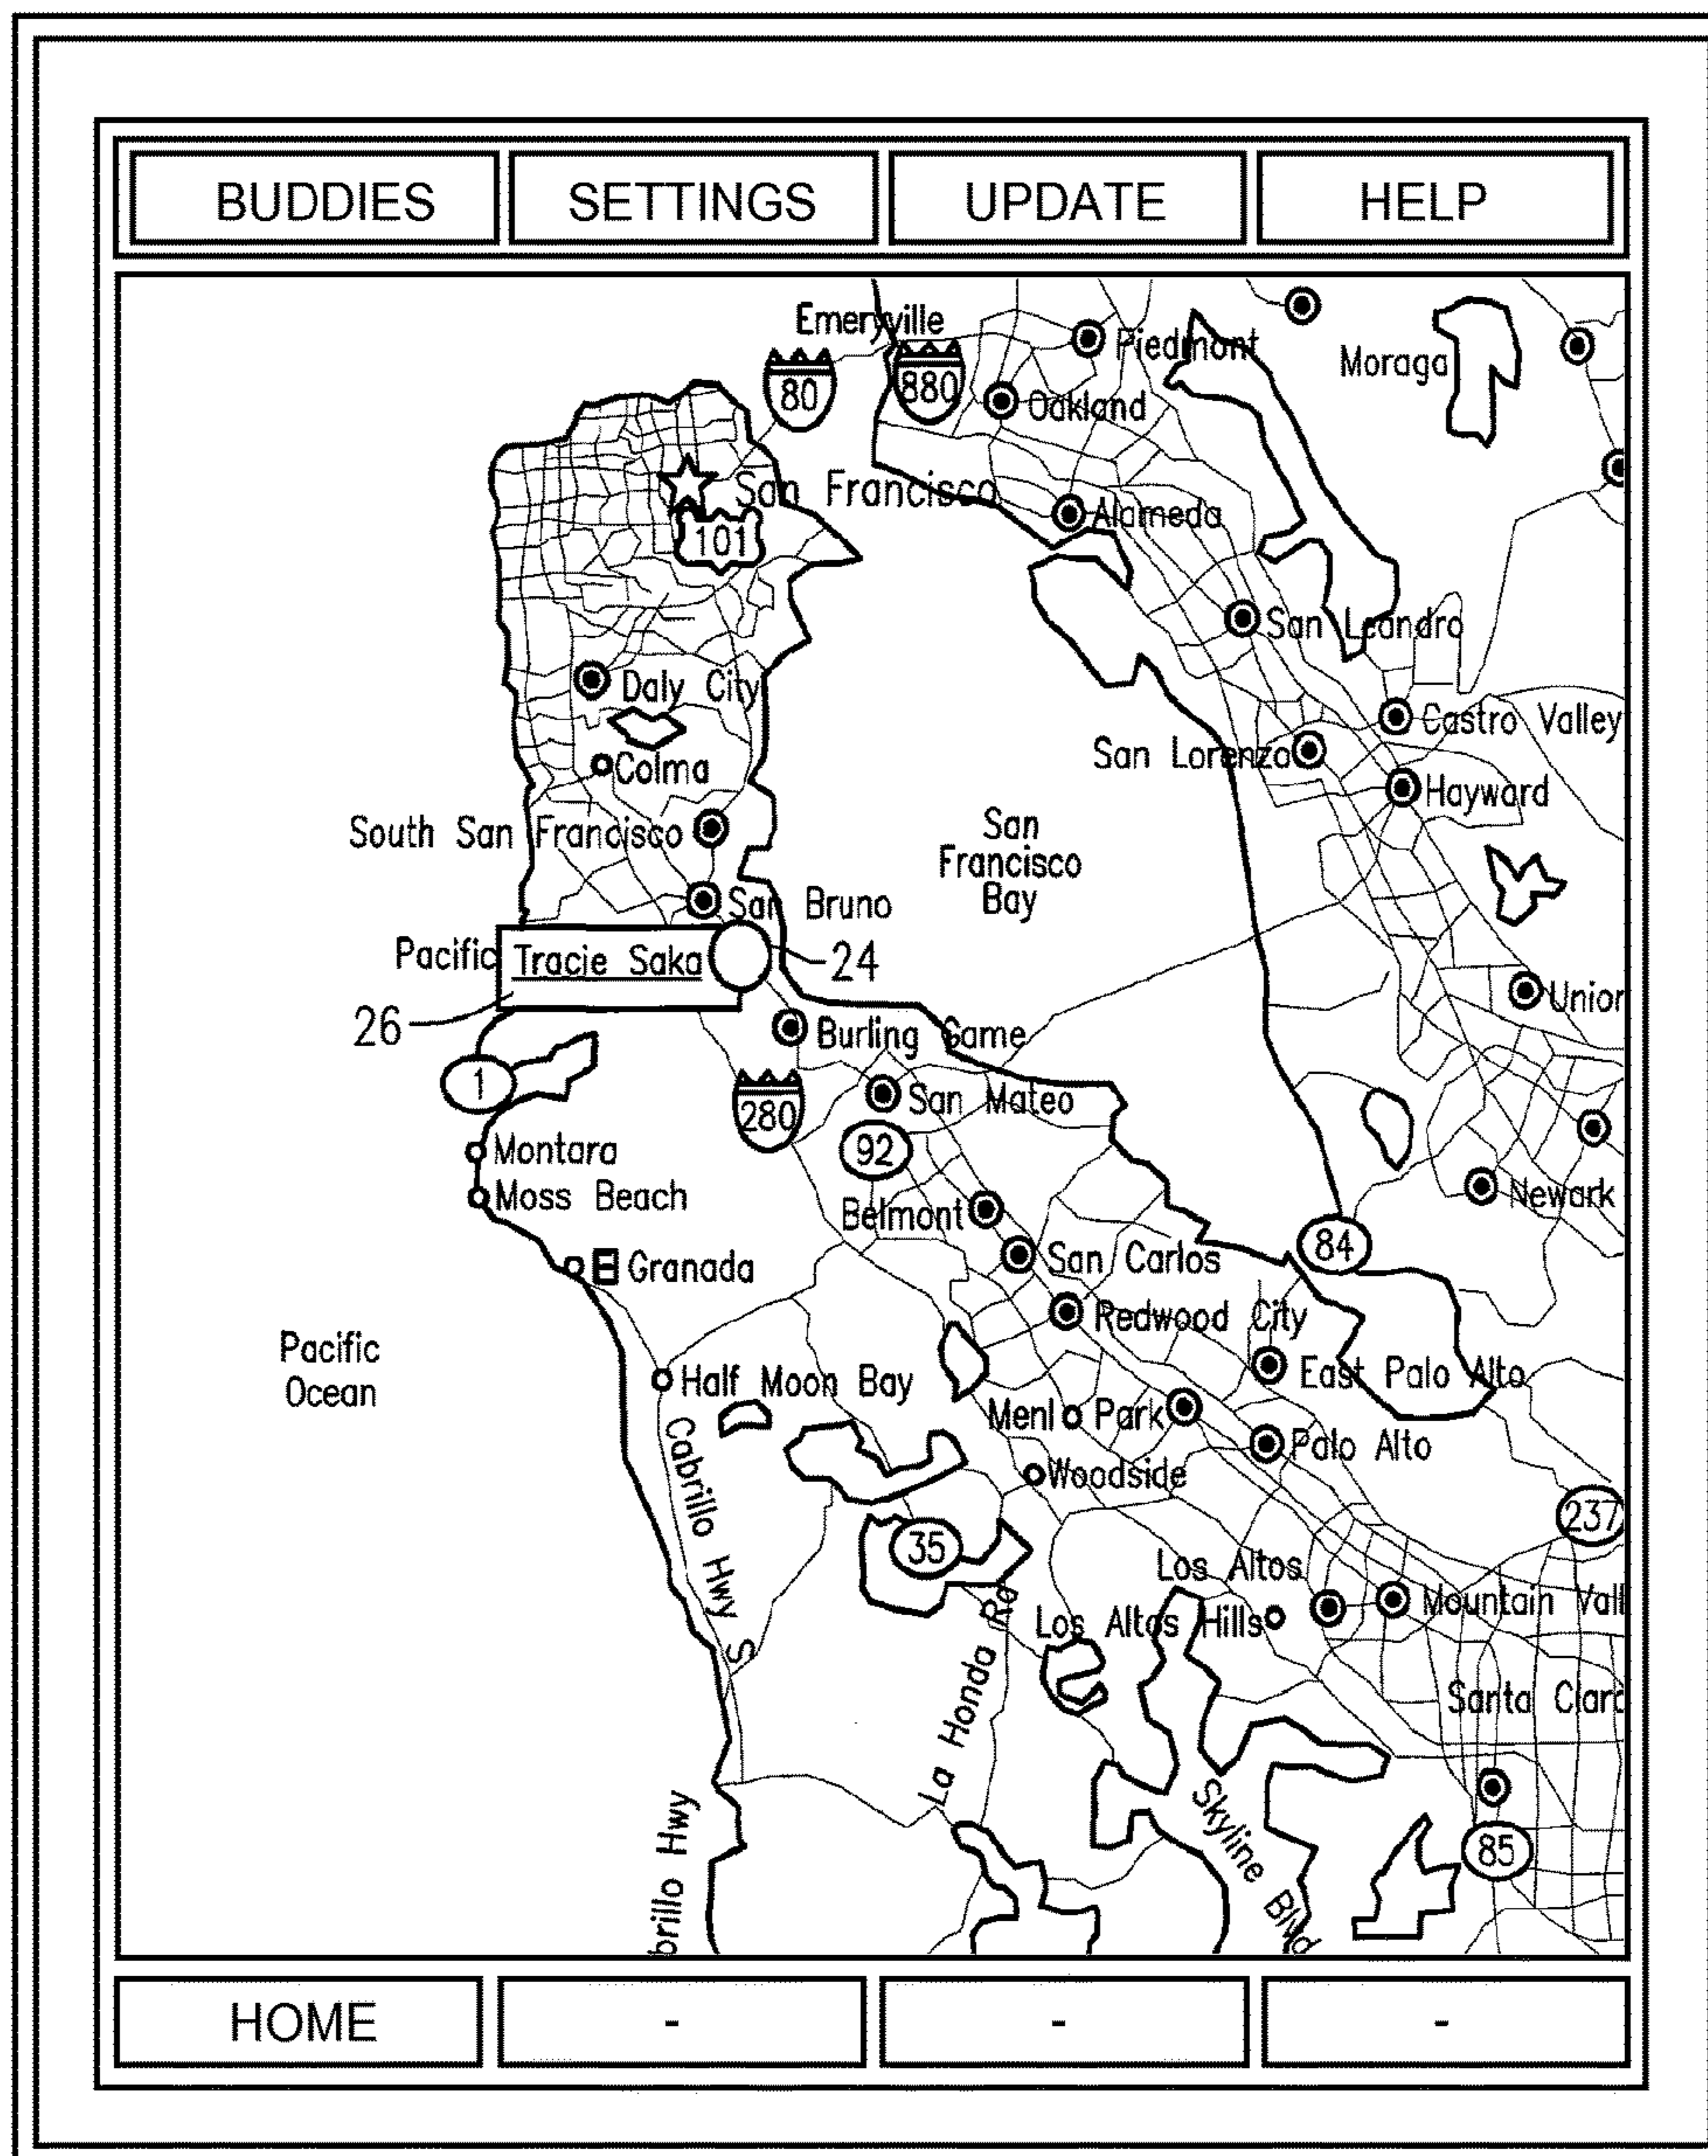 BUDDIES SETTINGS UPDATE HELP
Emeryville
Piedmont
Moraga
80
880
Oakland
San Francisco
Alameda
101
San Leandro
Daly City
Castro Valley
San Lorenzo
Colma
Hayward
South San Francisco
San
Francisco
Bay
San Bruno
Pacific
Tracie Saka
24
Union
26
Burling Game
1
San Mateo
280
92
Montara
Moss Beach
Newark
Belmont
84
San Carlos
Granada
Redwood City
Pacific
Ocean
East Palo Alto
Half Moon Bay
Menl Park
Palo Alto
Cabrillo Hwy S
Woodside
237
35
Los Altos
Mountain Vall
Los Altos Hills
La Honda Rd
Santa Clara
Skyline Blvd
85
brillo Hwy
HOME - - -